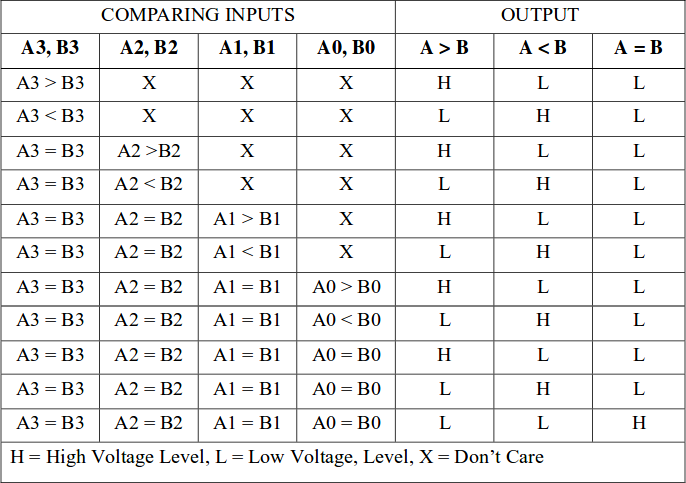 COMPARING INPUTS OUTPUT
A3, B3 A2, B2 A1, B1 A0, B0 A > B A < B A = B
A3 > B3 X X X H L L
A3 < B3 X X X L H L
A3 = B3 A2 >B2 X X H L L
A3 = B3 A2 < B2 X X L H L
A3 = B3 A2 = B2 A1 > B1 X H L L
A3 = B3 A2 = B2 A1 < B1 X L H L
A3 = B3 A2 = B2 A1 = B1 A0 > B0 H L L
A3 = B3 A2 = B2 A1 = B1 A0 < B0 L H L
A3 = B3 A2 = B2 A1 = B1 A0 = B0 H L L
A3 = B3 A2 = B2 A1 = B1 A0 = B0 L H L
A3 = B3 A2 = B2 A1 = B1 A0 = B0 L L H
H = High Voltage Level, L = Low Voltage, Level, X = Don’t Care